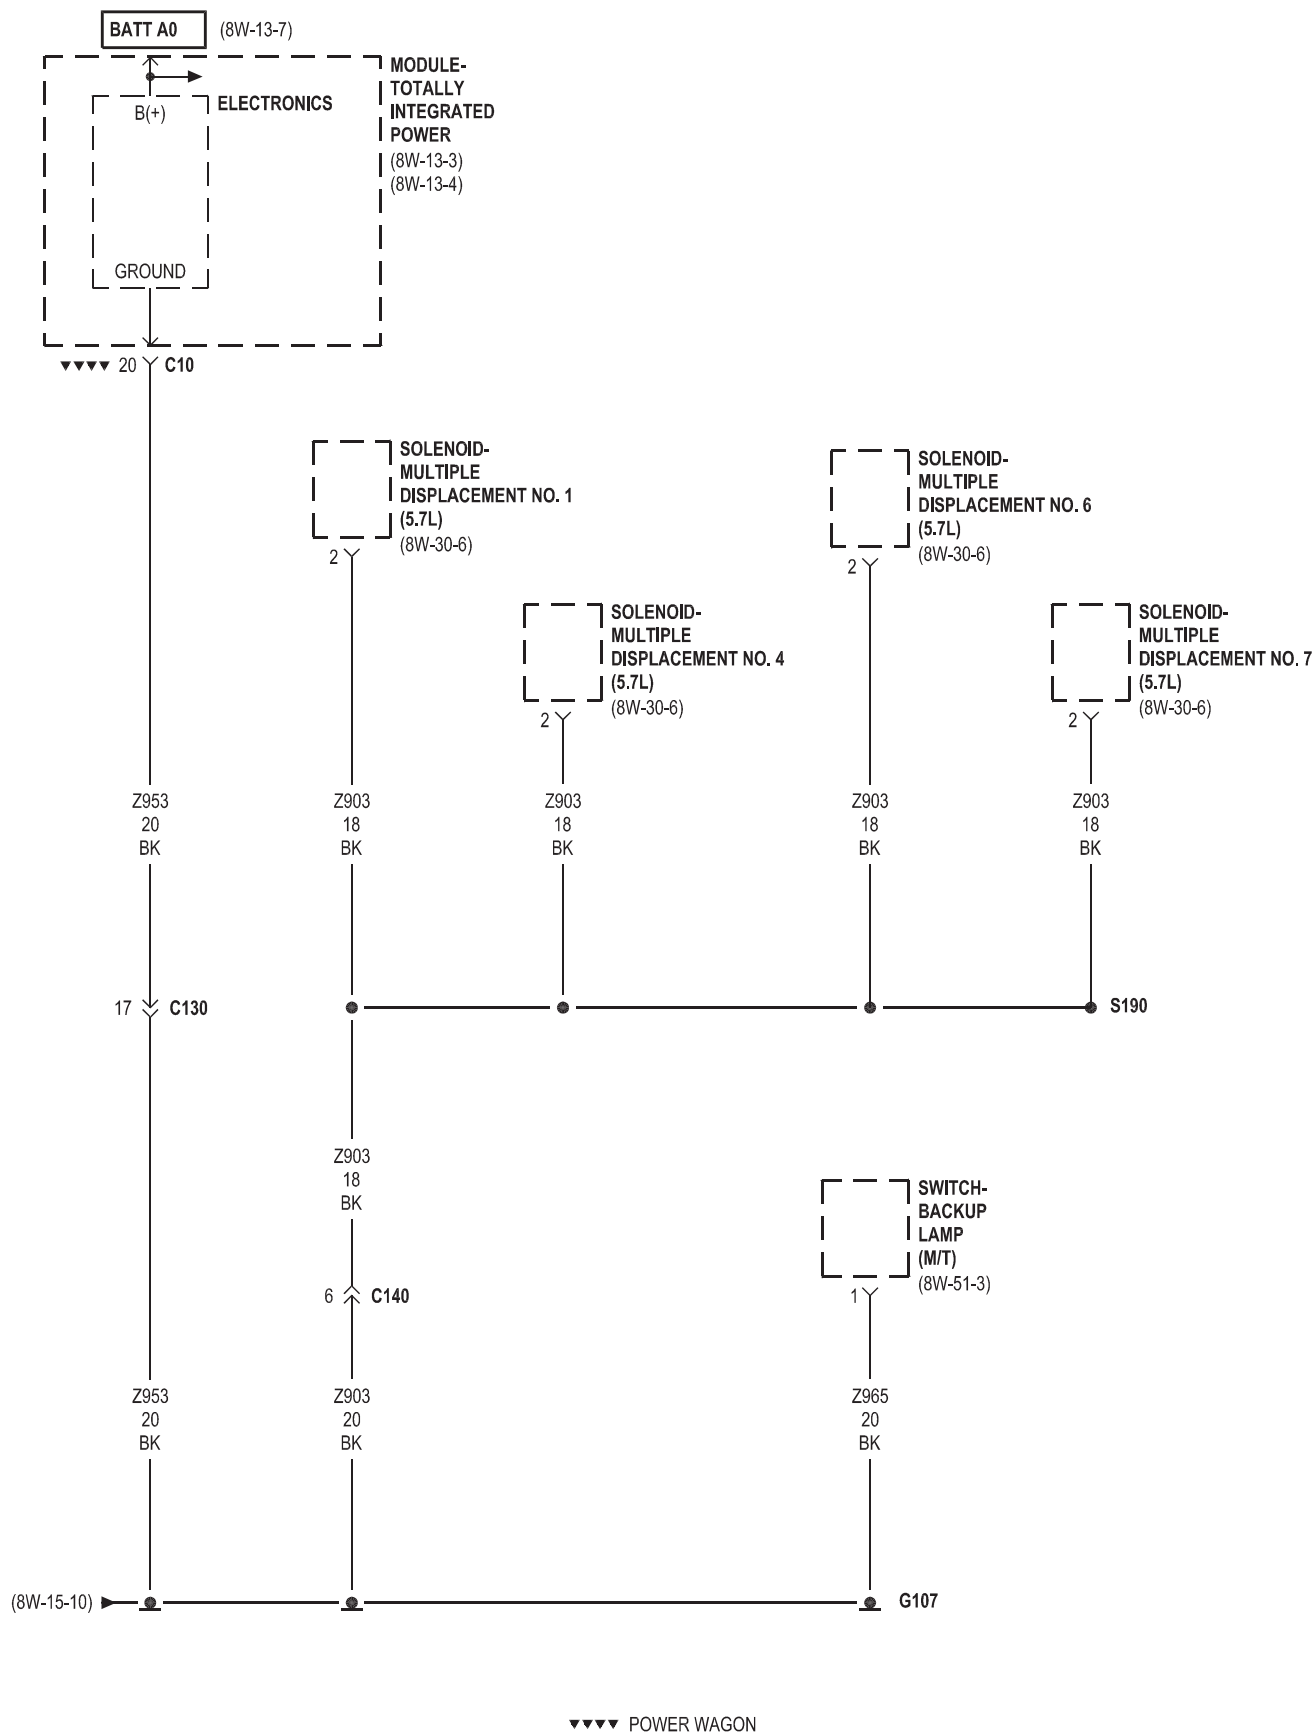 BATT A0 (8W-13-7)
MODULE-
TOTALLY
INTEGRATED
POWER
(8W-13-3)
(8W-13-4)
ELECTRONICS
B(+)
GROUND
20 C10
SOLENOID-
MULTIPLE
DISPLACEMENT NO. 1
(5.7L)
(8W-30-6)
2
SOLENOID-
MULTIPLE
DISPLACEMENT NO. 6
(5.7L)
(8W-30-6)
2
SOLENOID-
MULTIPLE
DISPLACEMENT NO. 4
(5.7L)
(8W-30-6)
2
SOLENOID-
MULTIPLE
DISPLACEMENT NO. 7
(5.7L)
(8W-30-6)
2
Z953 Z903 Z903 Z903 Z903
20 18 18 18 18
BK BK BK BK BK
17 C130
S190
Z903
18
BK
SWITCH-
BACKUP
LAMP
(M/T)
(8W-51-3)
6 C140
1
Z953 Z903 Z965
20 20 20
BK BK BK
(8W-15-10)
G107
POWER WAGON